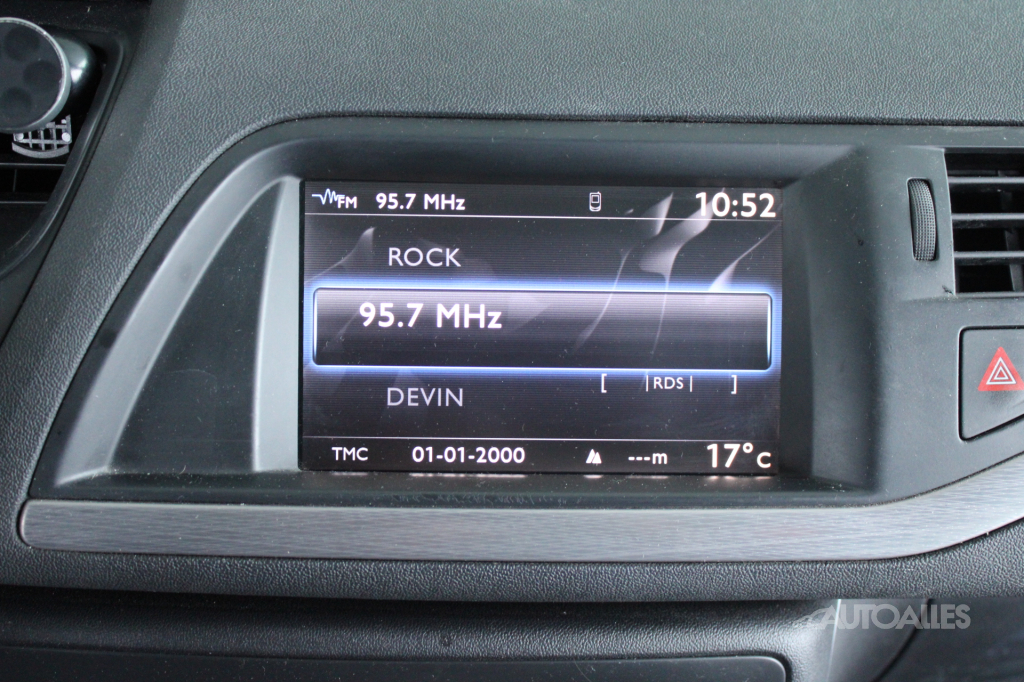 FM 95.7 MHz 10:52
ROCK
95.7 MHz
DEVIN [ |RDS| ]
TMC 01-01-2000 ---m 17°C
AUTOALLES